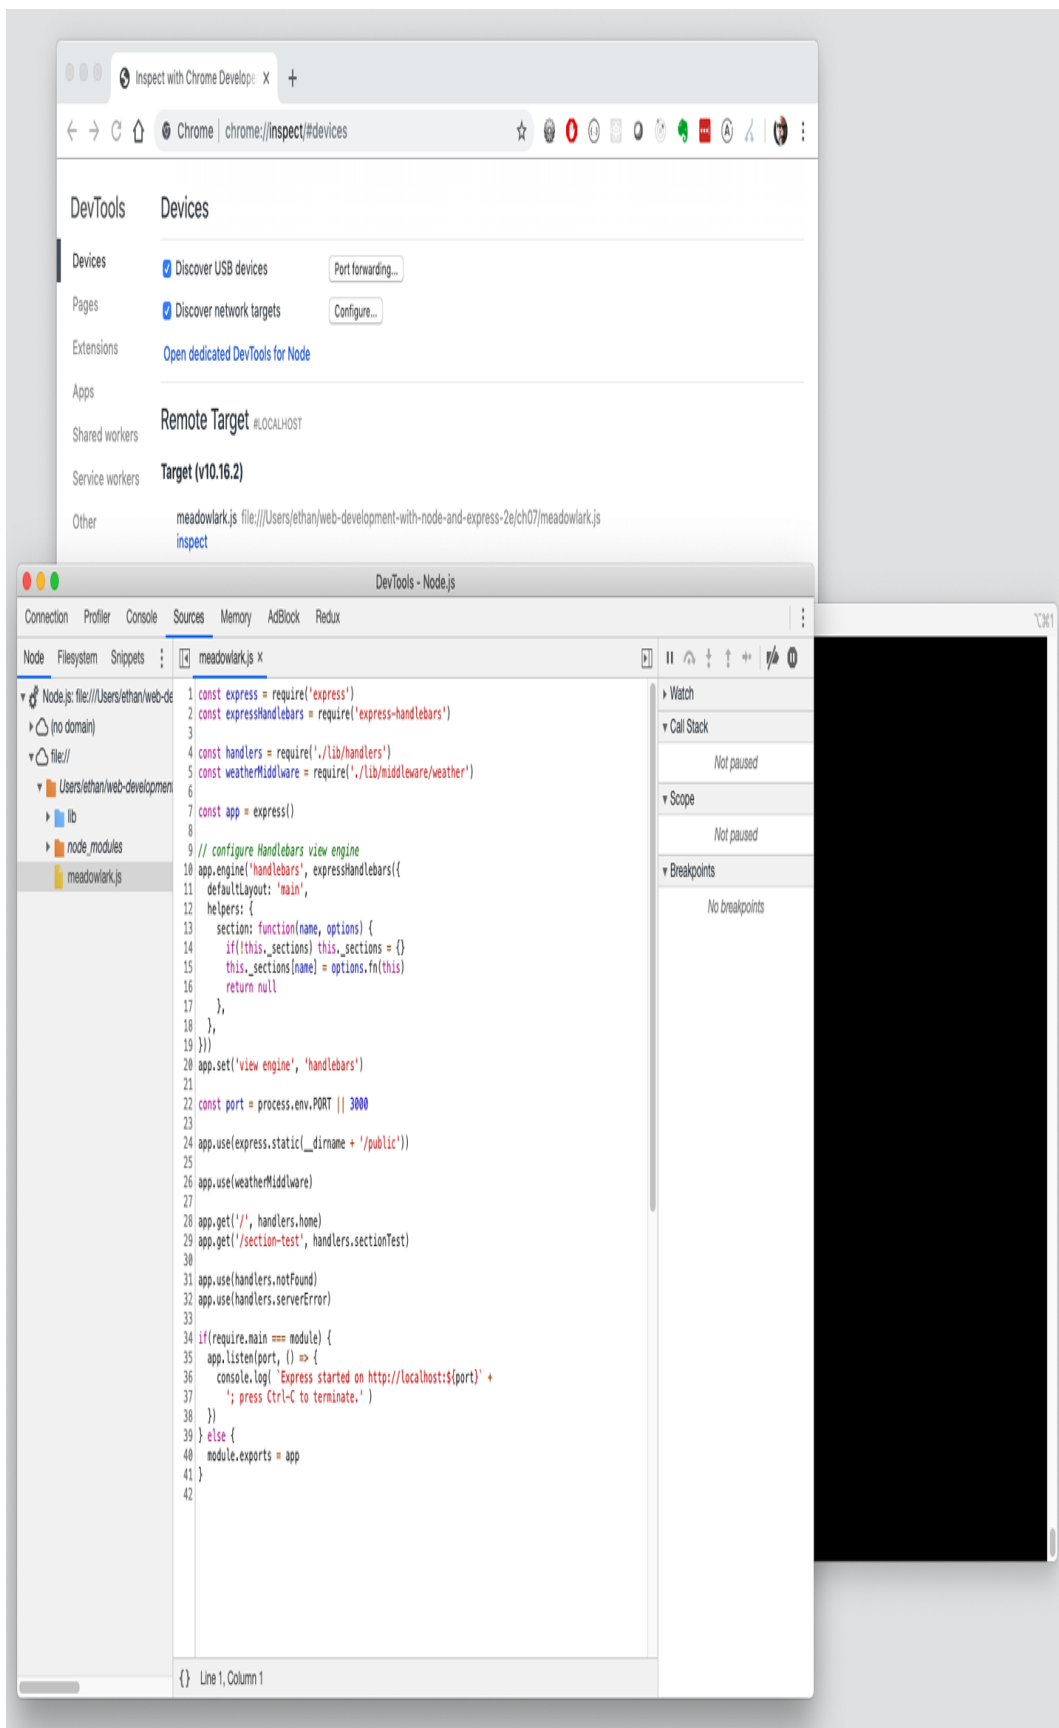 Inspect with Chrome Develope
Chrome chrome://inspect/#devices
DevTools
Devices
Devices
Pages
Extensions
Apps
Shared workers
Service workers
Other
Discover USB devices Port forwarding...
Discover network targets Configure...
Open dedicated DevTools for Node
Remote Target #LOCALHOST
Target (v10.16.2)
meadowlark.js file:///Users/ethan/web-development-with-node-and-express-2e/ch07/meadowlark.js
inspect
DevTools - Node.js
Connection Profiler Console Sources Memory AdBlock Redux
⌥⌘1
Node Filesystem Snippets
meadowlark.js ×
Node.js: file:///Users/ethan/web-de
(no domain)
file://
Users/ethan/web-developmen
lib
node_modules
meadowlark.js
1 const express = require('express')
2 const expressHandlebars = require('express-handlebars')
3
4 const handlers = require('./lib/handlers')
5 const weatherMiddlware = require('./lib/middleware/weather')
6
7 const app = express()
8
9 // configure Handlebars view engine
10 app.engine('handlebars', expressHandlebars({
11 defaultLayout: 'main',
12 helpers: {
13 section: function(name, options) {
14 if(!this._sections) this._sections = {}
15 this._sections[name] = options.fn(this)
16 return null
17 },
18 },
19 }))
20 app.set('view engine', 'handlebars')
21
22 const port = process.env.PORT || 3000
23
24 app.use(express.static(__dirname + '/public'))
25
26 app.use(weatherMiddlware)
27
28 app.get('/', handlers.home)
29 app.get('/section-test', handlers.sectionTest)
30
31 app.use(handlers.notFound)
32 app.use(handlers.serverError)
33
34 if(require.main === module) {
35 app.listen(port, () => {
36 console.log( `Express started on http://localhost:${port}` +
37 '; press Ctrl-C to terminate.' )
38 })
39 } else {
40 module.exports = app
41 }
42
{} Line 1, Column 1
Watch
Call Stack
Not paused
Scope
Not paused
Breakpoints
No breakpoints